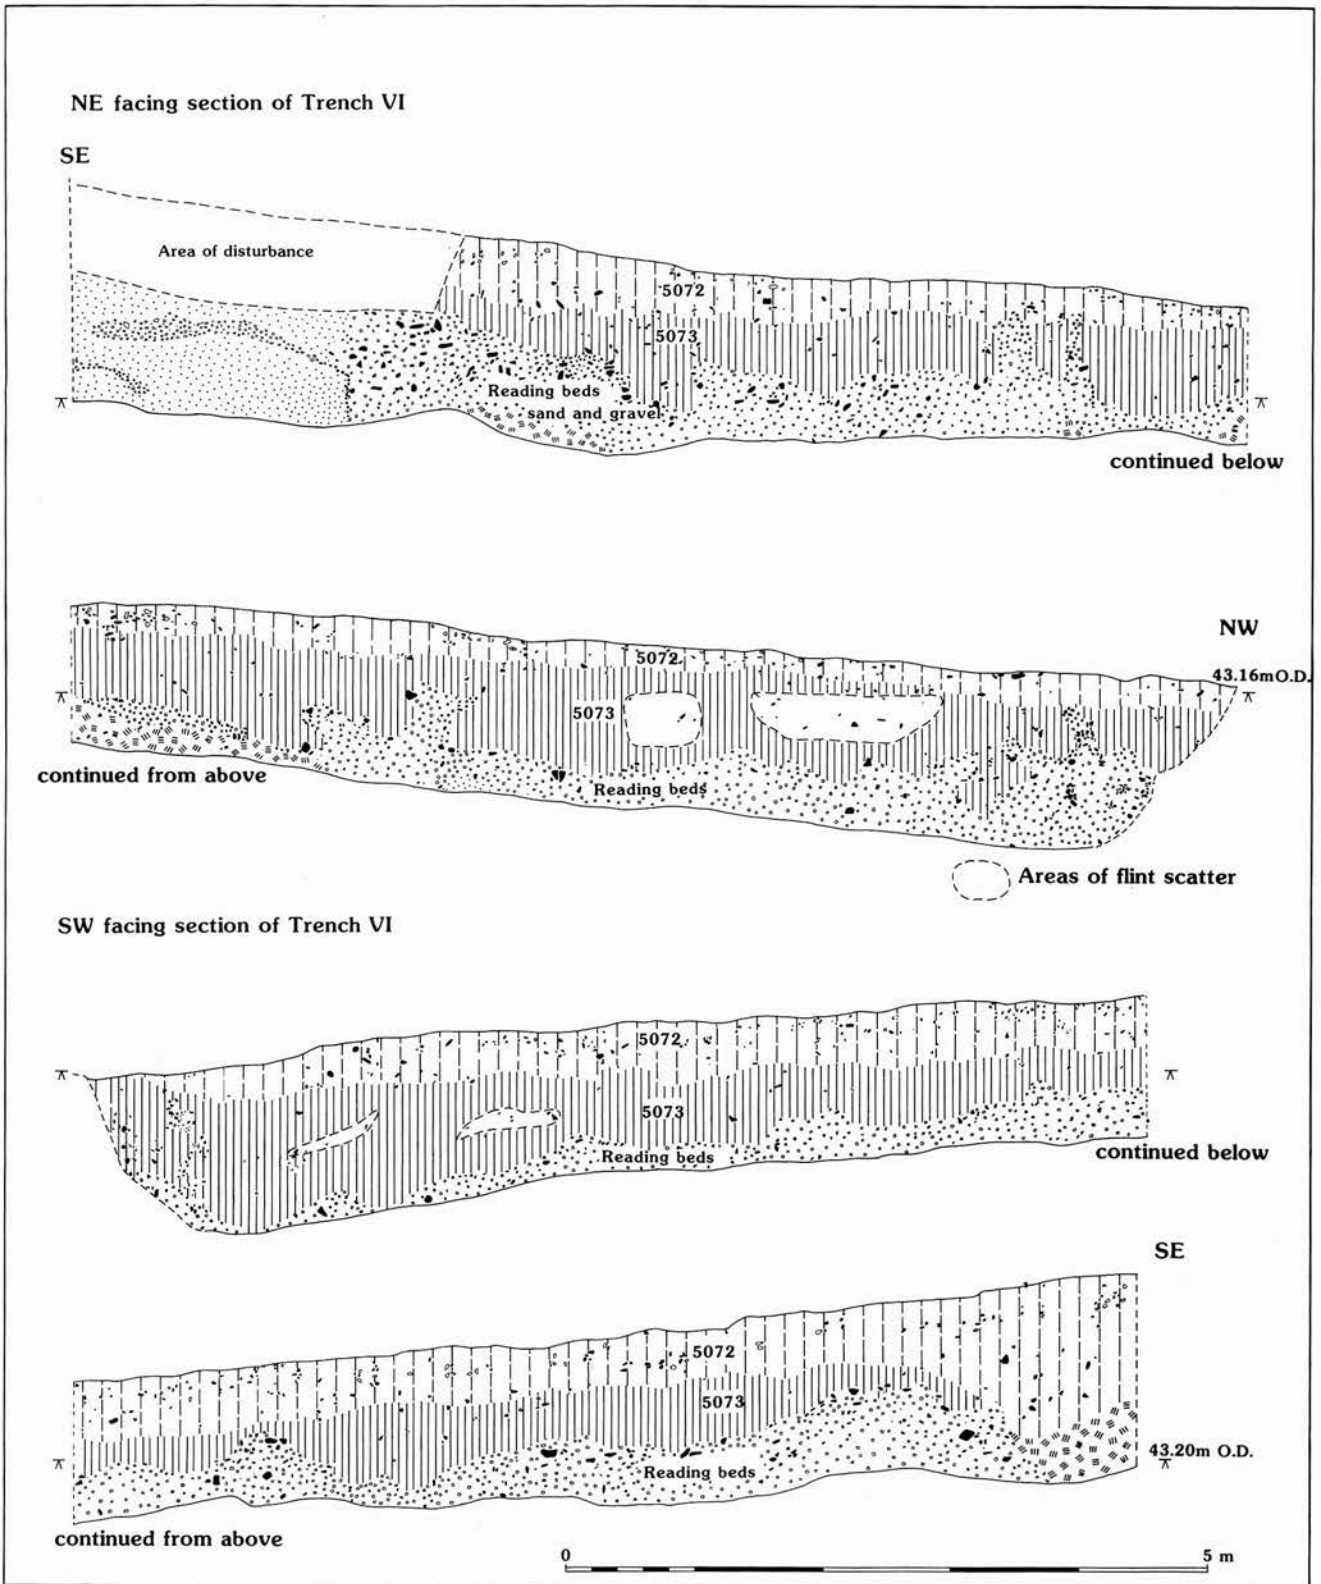 NE facing section of Trench VI
SE
Area of disturbance
5072
5073
Reading beds
sand and gravel
continued below
NW
5072
43.16m O.D.
5073
continued from above
Reading beds
Areas of flint scatter
SW facing section of Trench VI
5072
5073
Reading beds
continued below
SE
5072
5073
43.20m O.D.
Reading beds
continued from above
0 5 m